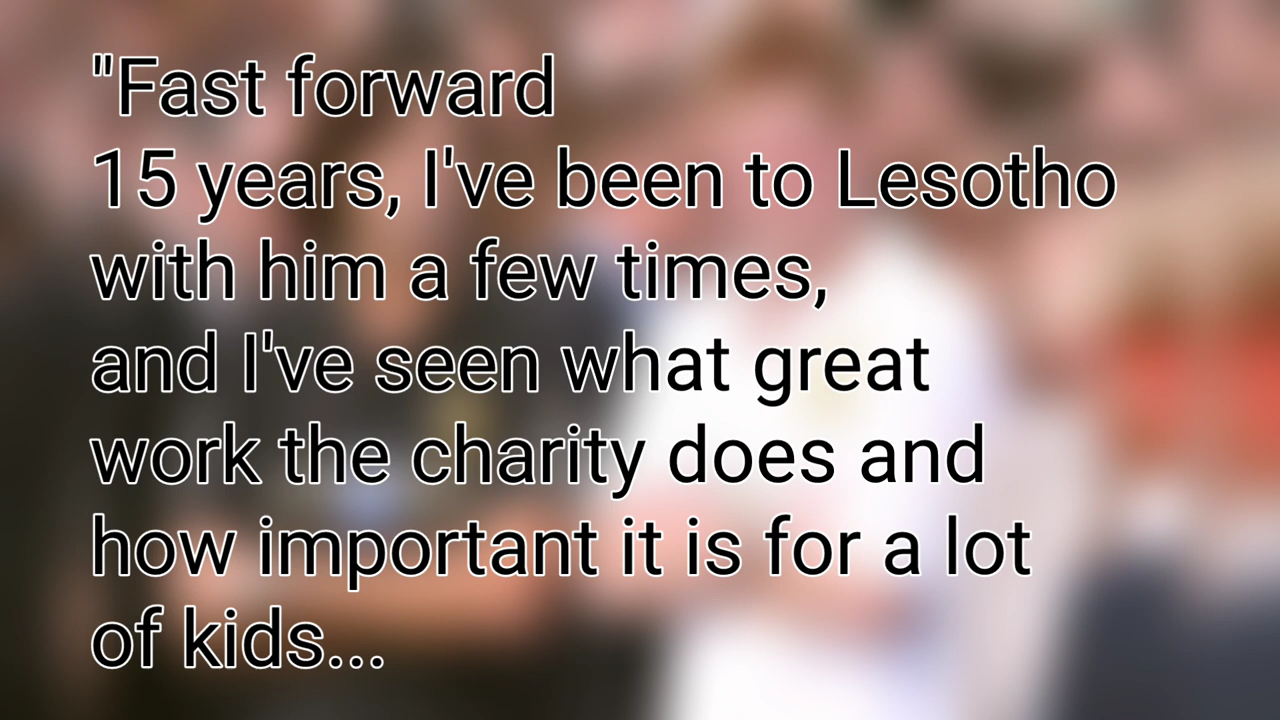 "Fast forward
15 years, I've been to Lesotho
with him a few times,
and I've seen what great
work the charity does and
how important it is for a lot
of kids...